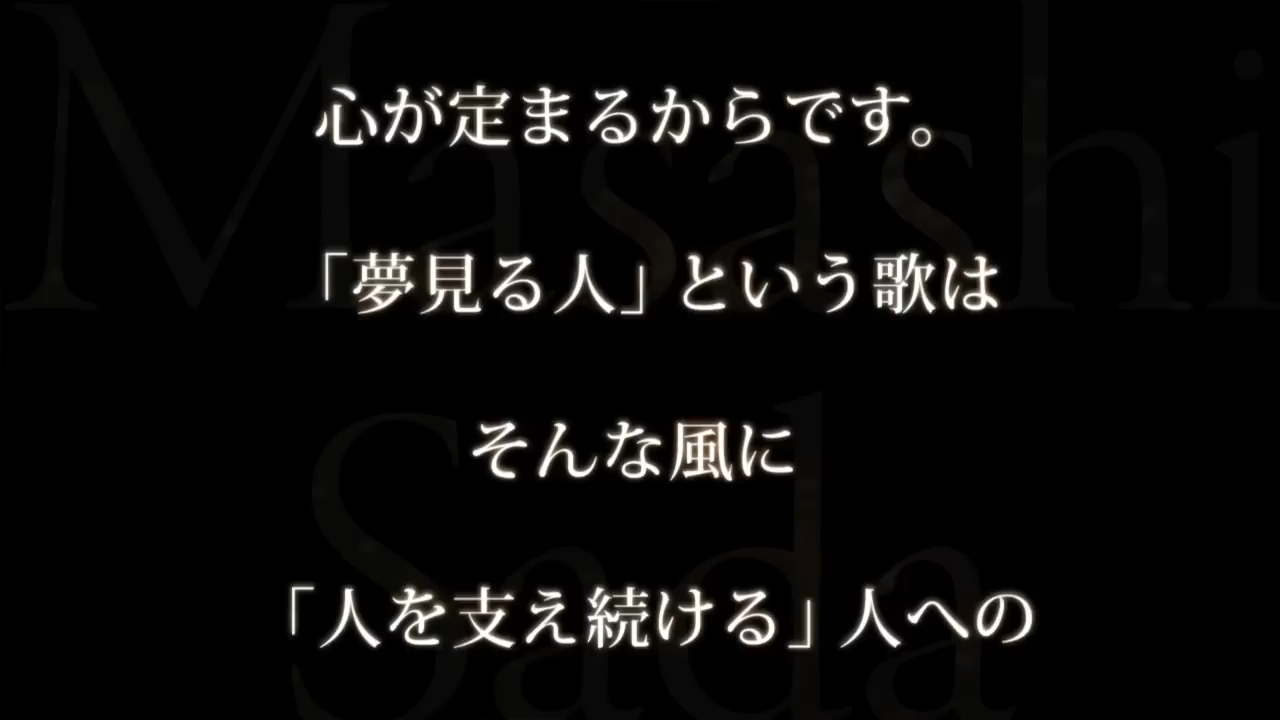 心が定まるからです。
「夢見る人」という歌は
そんな風に
「人を支え続ける」人への
Masashi
Sada